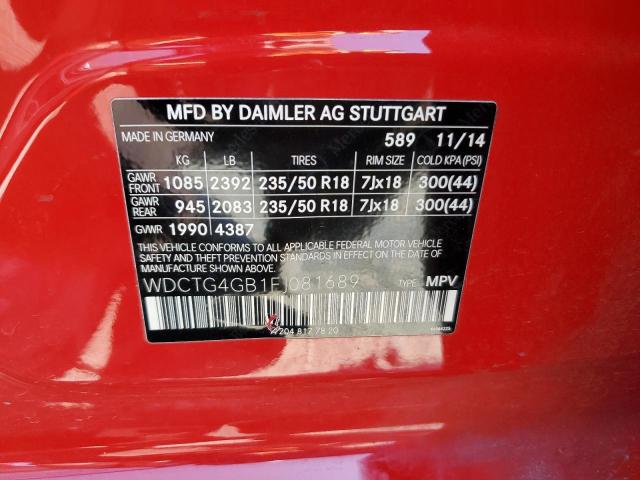 MFD BY DAIMLER AG STUTTGART
MADE IN GERMANY 589 11/14
KG LB TIRES RIM SIZE COLD KPA(PSI)
GAWR FRONT 1085 2392 235/50 R18 7Jx18 300(44)
GAWR REAR 945 2083 235/50 R18 7Jx18 300(44)
GVWR 1990 4387
THIS VEHICLE CONFORMS TO ALL APPLICABLE FEDERAL MOTOR VEHICLE
SAFETY AND THEFT PREVENTION STANDARDS IN EFFECT
ON THE DATE OF MANUFACTURE SHOWN ABOVE.
WDCTG4GB1FJ081689 TYPE: MPV
204 817 78 20